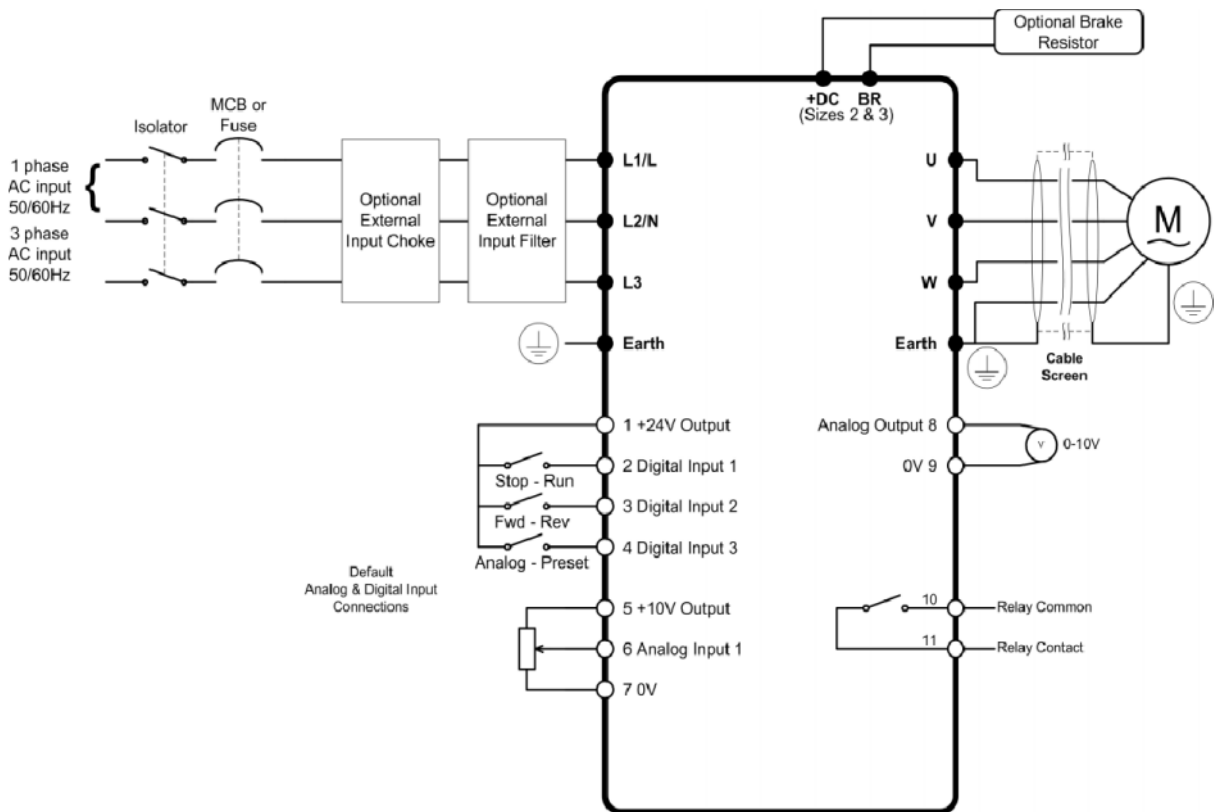 Optional Brake
Resistor
+DC BR
(Sizes 2 & 3)
MCB or
Fuse
Isolator
1 phase
AC input
50/60Hz
3 phase
AC input
50/60Hz
Optional
External
Input Choke
Optional
External
Input Filter
L1/L
L2/N
L3
Earth
U
V
W
Earth
M
Cable
Screen
1 +24V Output
2 Digital Input 1
Stop - Run
3 Digital Input 2
Fwd - Rev
4 Digital Input 3
Analog - Preset
Default
Analog & Digital Input
Connections
5 +10V Output
6 Analog Input 1
7 0V
Analog Output 8
V
0-10V
0V 9
10
Relay Common
11
Relay Contact